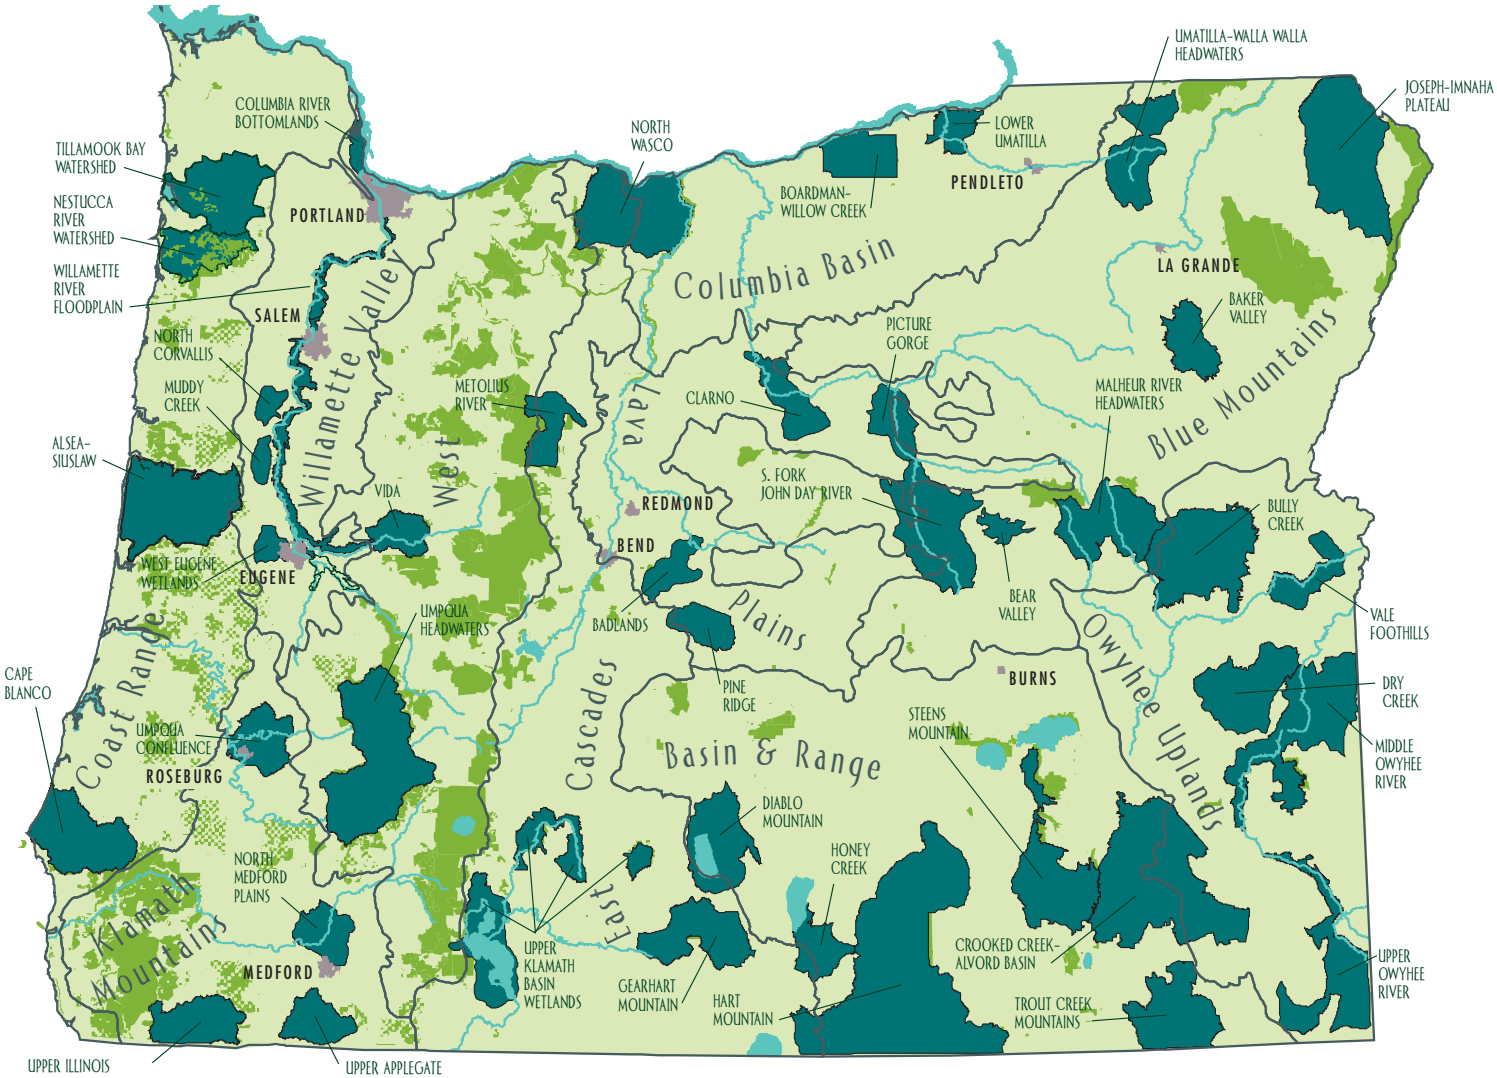 UMATILLA-WALLA WALLA
HEADWATERS
JOSEPH-IMNAHA
PLATEAU
COLUMBIA RIVER
BOTTOMLANDS
NORTH
WASCO
LOWER
UMATILLA
TILLAMOOK BAY
WATERSHED
PENDLETO
BOARDMAN-
WILLOW CREEK
NESTUCCA
RIVER
WATERSHED
PORTLAND
Columbia Basin
LA GRANDE
WILLAMETTE
RIVER
FLOODPLAIN
SALEM
BAKER
VALLEY
PICTURE
GORGE
NORTH
CORVALLIS
Willamette Valley
Blue Mountains
MUDDY
CREEK
METOLIUS
RIVER
CLARNO
MALHEUR RIVER
HEADWATERS
Lava
ALSEA-
SIUSLAW
West
S. FORK
JOHN DAY RIVER
VIDA
REDMOND
BULLY
CREEK
BEND
WEST EUGENE
WETLANDS
EUGENE
BADLANDS
Plains
BEAR
VALLEY
VALE
FOOTHILLS
UMPQUA
HEADWATERS
Owyhee Uplands
CAPE
BLANCO
Coast Range
Cascades
PINE
RIDGE
BURNS
DRY
CREEK
STEENS
MOUNTAIN
UMPQUA
CONFLUENCE
ROSEBURG
Basin & Range
MIDDLE
OWYHEE
RIVER
DIABLO
MOUNTAIN
HONEY
CREEK
NORTH
MEDFORD
PLAINS
East
Klamath
Mountains
MEDFORD
UPPER
KLAMATH
BASIN
WETLANDS
GEARHART
MOUNTAIN
HART
MOUNTAIN
CROOKED CREEK-
ALVORD BASIN
TROUT CREEK
MOUNTAINS
UPPER
OWYHEE
RIVER
UPPER ILLINOIS
UPPER APPLEGATE